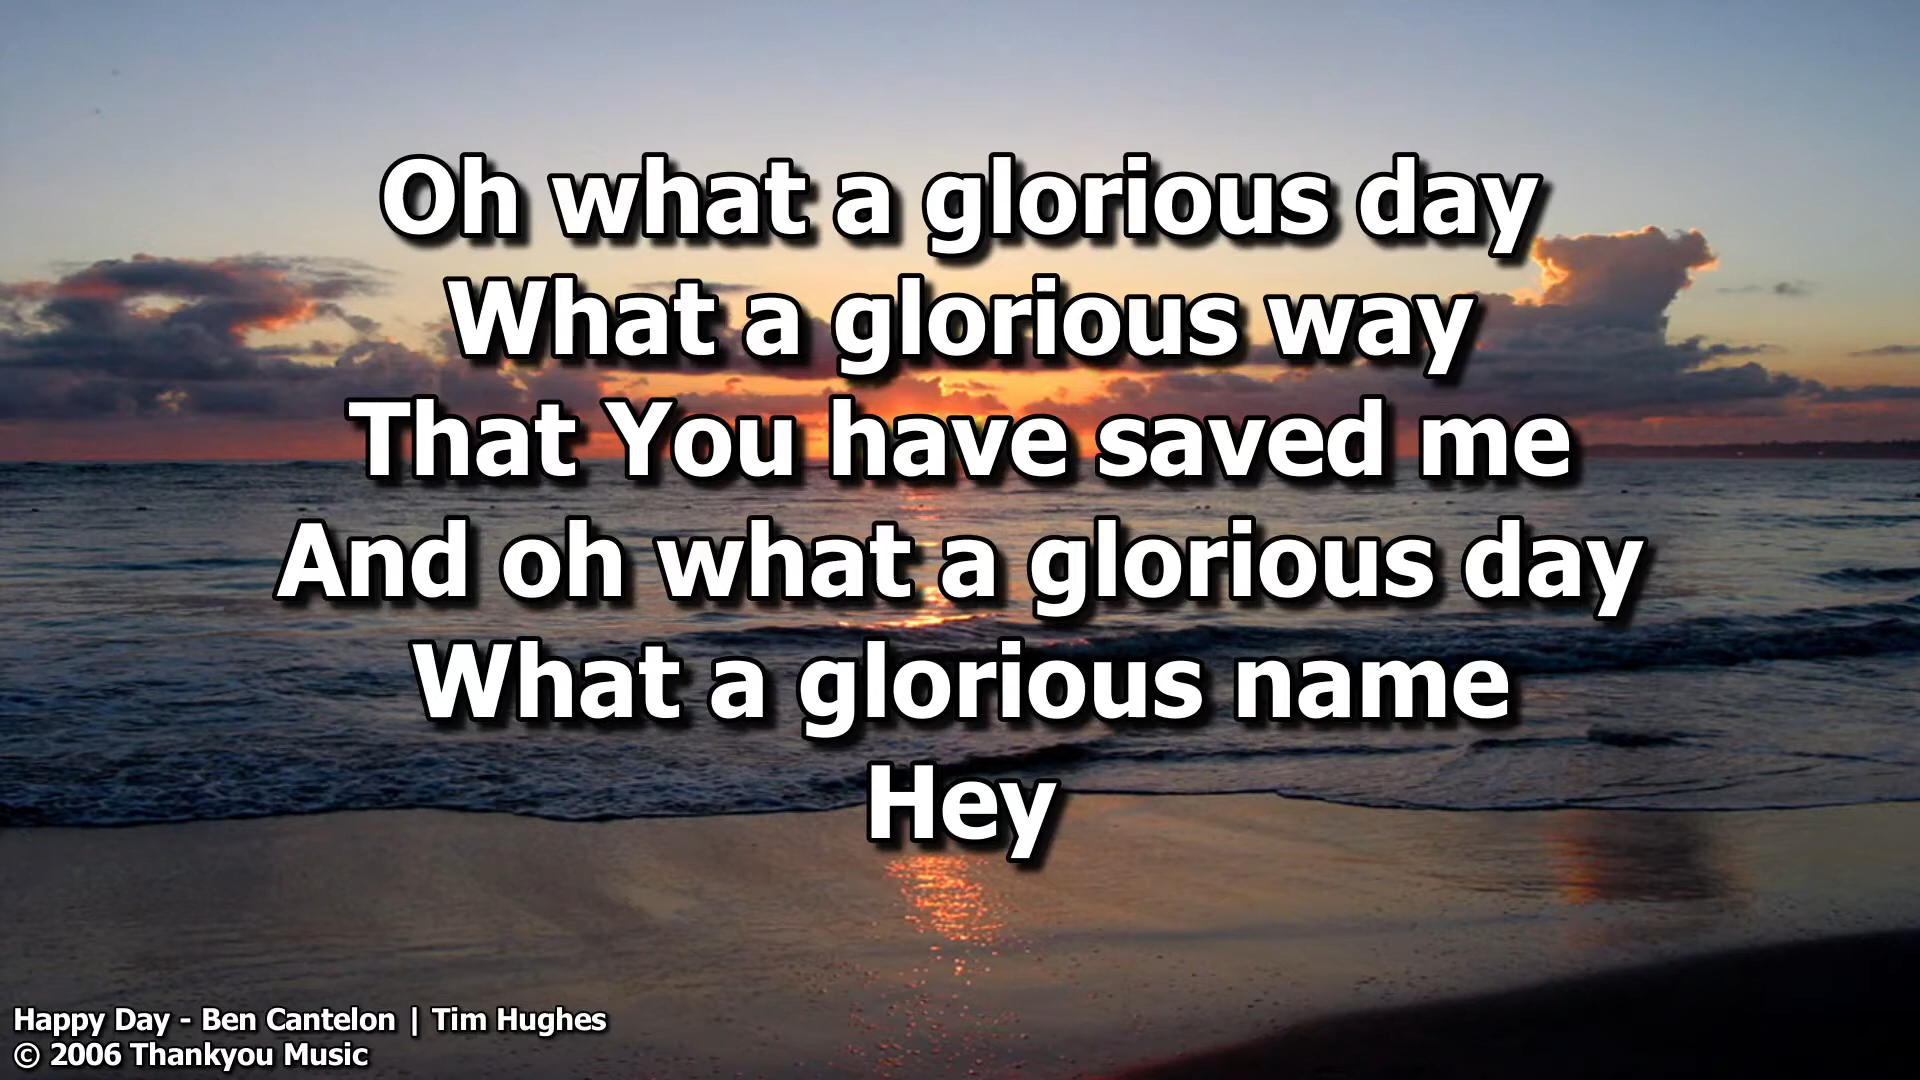 Oh what a glorious day
What a glorious way
That You have saved me
And oh what a glorious day
What a glorious name
Hey
Happy Day - Ben Cantelon | Tim Hughes
© 2006 Thankyou Music